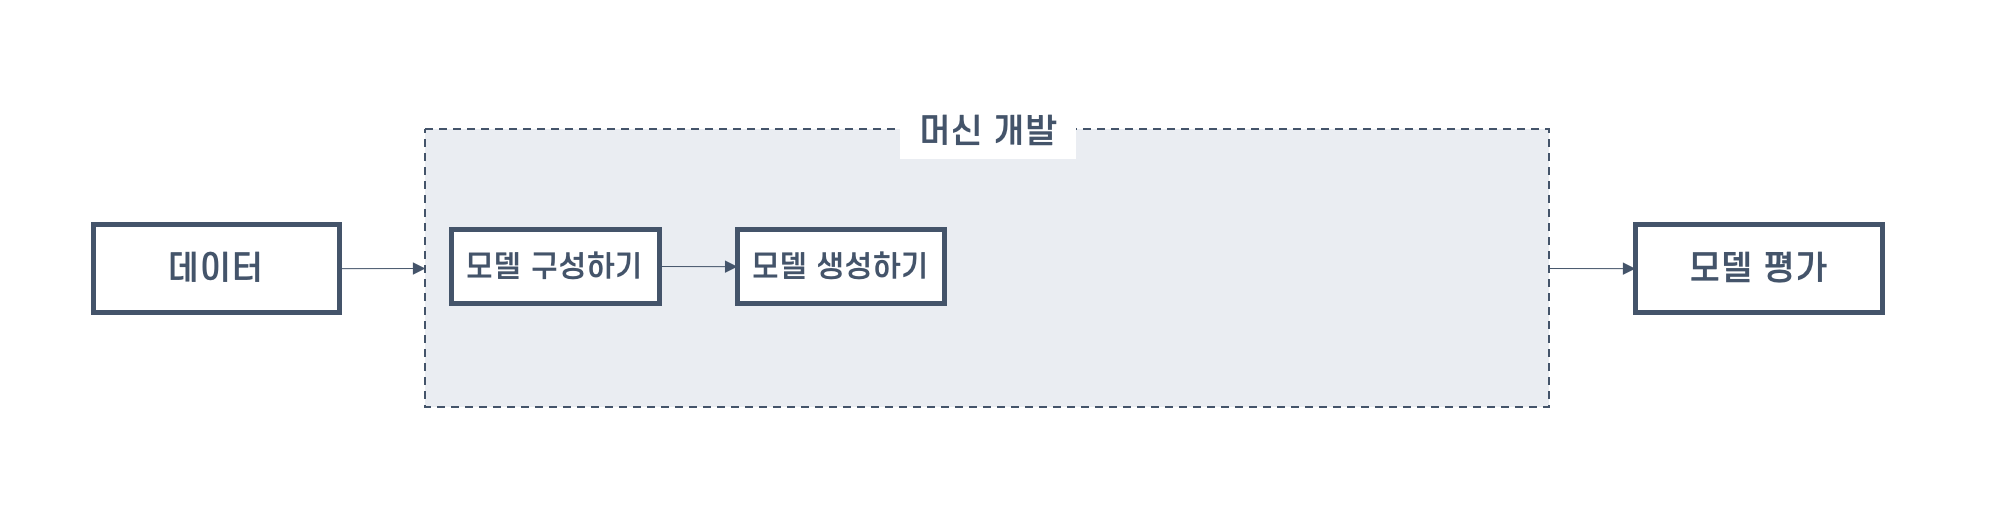 머신 개발
데이터
모델 구성하기
모델 생성하기
모델 평가